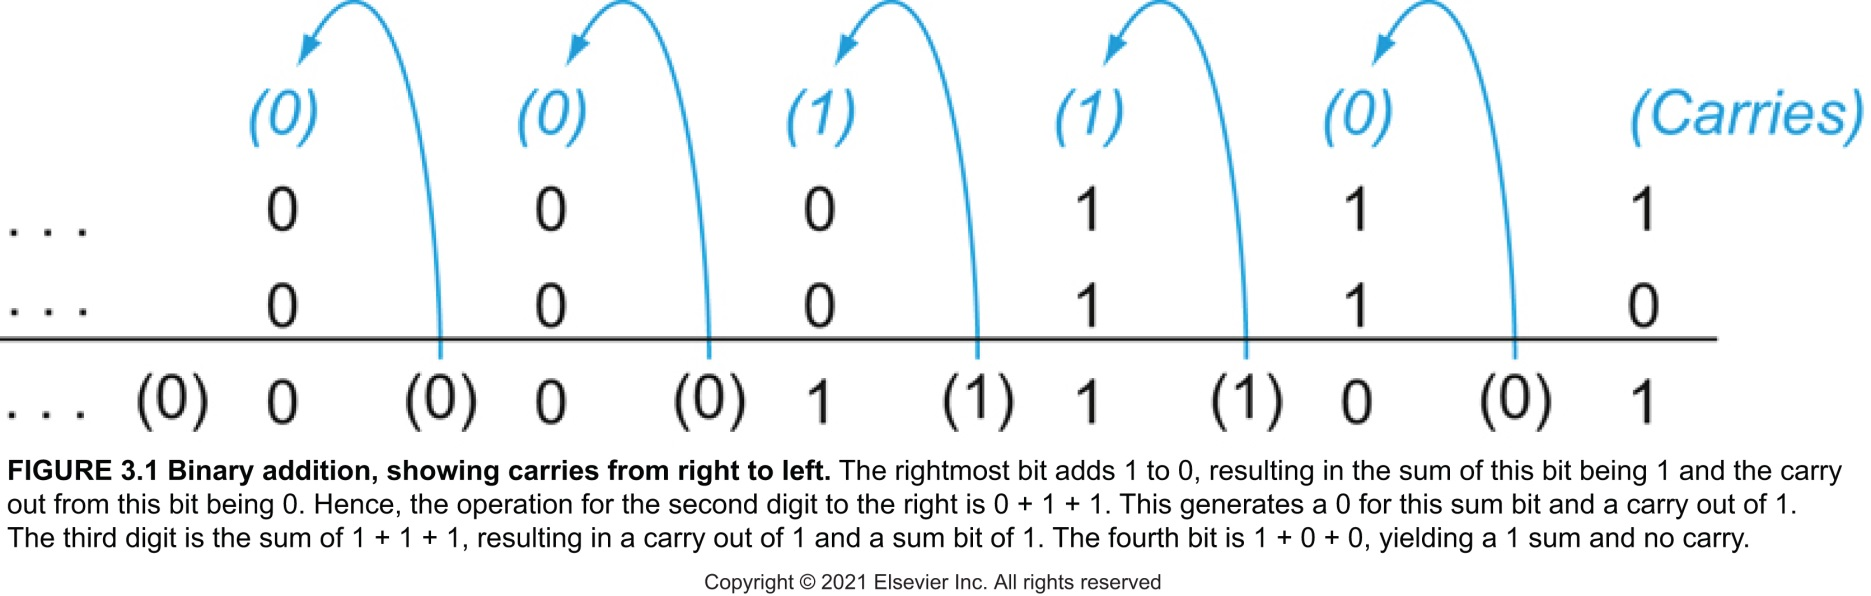 (0) (0) (1) (1) (0) (Carries)
. . . 0 0 0 1 1 1
. . . 0 0 0 1 1 0
. . . (0) 0 (0) 0 (0) 1 (1) 1 (1) 0 (0) 1
FIGURE 3.1 Binary addition, showing carries from right to left. The rightmost bit adds 1 to 0, resulting in the sum of this bit being 1 and the carry
out from this bit being 0. Hence, the operation for the second digit to the right is 0 + 1 + 1. This generates a 0 for this sum bit and a carry out of 1.
The third digit is the sum of 1 + 1 + 1, resulting in a carry out of 1 and a sum bit of 1. The fourth bit is 1 + 0 + 0, yielding a 1 sum and no carry.
Copyright © 2021 Elsevier Inc. All rights reserved